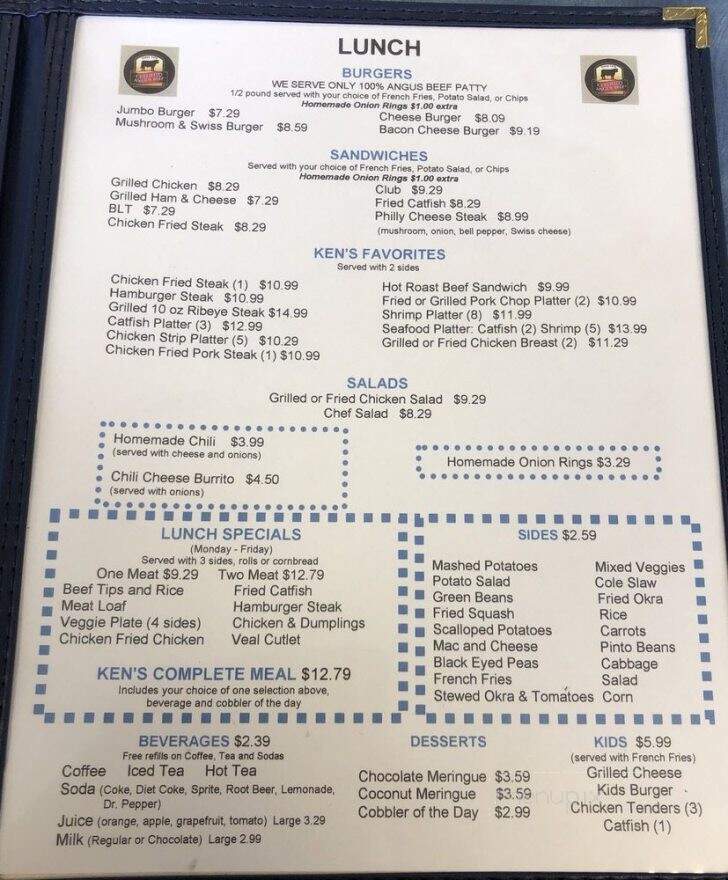 LUNCH
BURGERS
WE SERVE ONLY 100% ANGUS BEEF PATTY
1/2 pound served with your choice of French Fries, Potato Salad, or Chips
Homemade Onion Rings $1.00 extra
Jumbo Burger $7.29
Mushroom & Swiss Burger $8.59
Cheese Burger $8.09
Bacon Cheese Burger $9.19
SANDWICHES
Served with your choice of French Fries, Potato Salad, or Chips
Homemade Onion Rings $1.00 extra
Grilled Chicken $8.29
Grilled Ham & Cheese $7.29
BLT $7.29
Chicken Fried Steak $8.29
Club $9.29
Fried Catfish $8.29
Philly Cheese Steak $8.99
(mushroom, onion, bell pepper, Swiss cheese)
KEN'S FAVORITES
Served with 2 sides
Chicken Fried Steak (1) $10.99
Hamburger Steak $10.99
Grilled 10 oz Ribeye Steak $14.99
Catfish Platter (3) $12.99
Chicken Strip Platter (5) $10.29
Chicken Fried Pork Steak (1) $10.99
Hot Roast Beef Sandwich $9.99
Fried or Grilled Pork Chop Platter (2) $10.99
Shrimp Platter (8) $11.99
Seafood Platter: Catfish (2) Shrimp (5) $13.99
Grilled or Fried Chicken Breast (2) $11.29
SALADS
Grilled or Fried Chicken Salad $9.29
Chef Salad $8.29
Homemade Chili $3.99
(served with cheese and onions)
Chili Cheese Burrito $4.50
(served with onions)
Homemade Onion Rings $3.29
LUNCH SPECIALS
(Monday - Friday)
Served with 3 sides, rolls or cornbread
One Meat $9.29 Two Meat $12.79
Beef Tips and Rice
Meat Loaf
Veggie Plate (4 sides)
Chicken Fried Chicken
Fried Catfish
Hamburger Steak
Chicken & Dumplings
Veal Cutlet
KEN'S COMPLETE MEAL $12.79
Includes your choice of one selection above,
beverage and cobbler of the day
SIDES $2.59
Mashed Potatoes
Potato Salad
Green Beans
Fried Squash
Scalloped Potatoes
Mac and Cheese
Black Eyed Peas
French Fries
Stewed Okra & Tomatoes
Mixed Veggies
Cole Slaw
Fried Okra
Rice
Carrots
Pinto Beans
Cabbage
Salad
Corn
BEVERAGES $2.39
Free refills on Coffee, Tea and Sodas
Coffee Iced Tea Hot Tea
Soda (Coke, Diet Coke, Sprite, Root Beer, Lemonade,
Dr. Pepper)
Juice (orange, apple, grapefruit, tomato) Large 3.29
Milk (Regular or Chocolate) Large 2.99
DESSERTS
Chocolate Meringue $3.59
Coconut Meringue $3.59
Cobbler of the Day $2.99
KIDS $5.99
(served with French Fries)
Grilled Cheese
Kids Burger
Chicken Tenders (3)
Catfish (1)